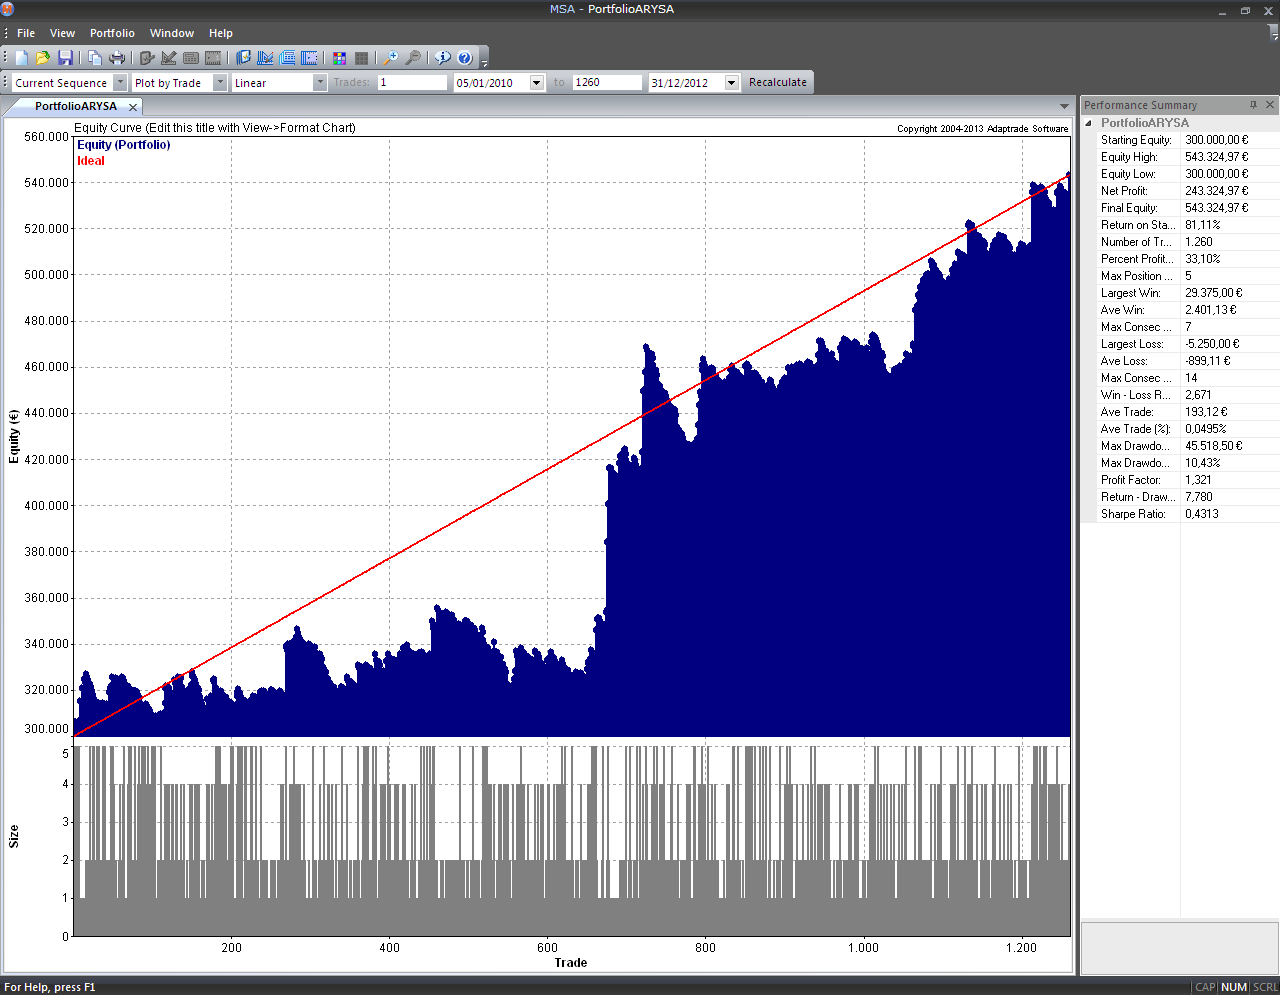 MSA - PortfolioARYSA
File View Portfolio Window Help
Current Sequence Plot by Trade Linear Trades: 1 05/01/2010 to 1260 31/12/2012 Recalculate
PortfolioARYSA
Equity Curve (Edit this title with View->Format Chart)
Copyright 2004-2013 Adaptrade Software
Equity (Portfolio)
Ideal
560.000
540.000
520.000
500.000
480.000
460.000
440.000
420.000
400.000
380.000
360.000
340.000
320.000
300.000
Equity (€)
5
4
3
2
1
0
Size
200 400 600 800 1.000 1.200
Trade
Performance Summary
PortfolioARYSA
Starting Equity: 300.000,00 €
Equity High: 543.324,97 €
Equity Low: 300.000,00 €
Net Profit: 243.324,97 €
Final Equity: 543.324,97 €
Return on Sta... 81,11%
Number of Tr... 1.260
Percent Profit... 33,10%
Max Position ... 5
Largest Win: 29.375,00 €
Ave Win: 2.401,13 €
Max Consec ... 7
Largest Loss: -5.250,00 €
Ave Loss: -899,11 €
Max Consec ... 14
Win - Loss R... 2,671
Ave Trade: 193,12 €
Ave Trade (%): 0,0495%
Max Drawdo... 45.518,50 €
Max Drawdo... 10,43%
Profit Factor: 1,321
Return - Draw... 7,780
Sharpe Ratio: 0,4313
For Help, press F1
CAP NUM SCRL